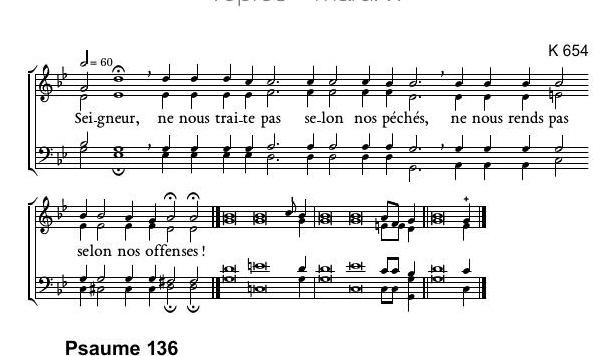 K 654
= 60
Sei-gneur, ne nous trai-te pas se-lon nos péchés, ne nous rends pas
selon nos offenses !
Psaume 136